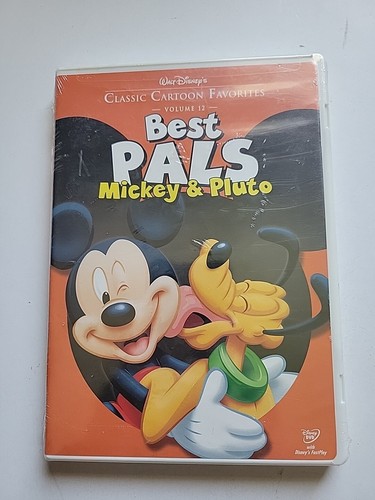 WALT DISNEY'S
CLASSIC CARTOON FAVORITES
— VOLUME 12 —
Best
PALS
Mickey & Pluto
Disney
DVD
with
Disney's FastPlay